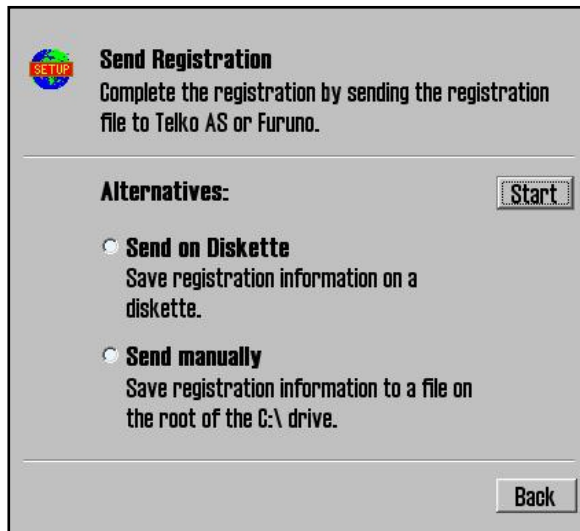 SETUP
Send Registration
Complete the registration by sending the registration
file to Telko AS or Furuno.
Alternatives:
Start
Send on Diskette
Save registration information on a
diskette.
Send manually
Save registration information to a file on
the root of the C:\ drive.
Back